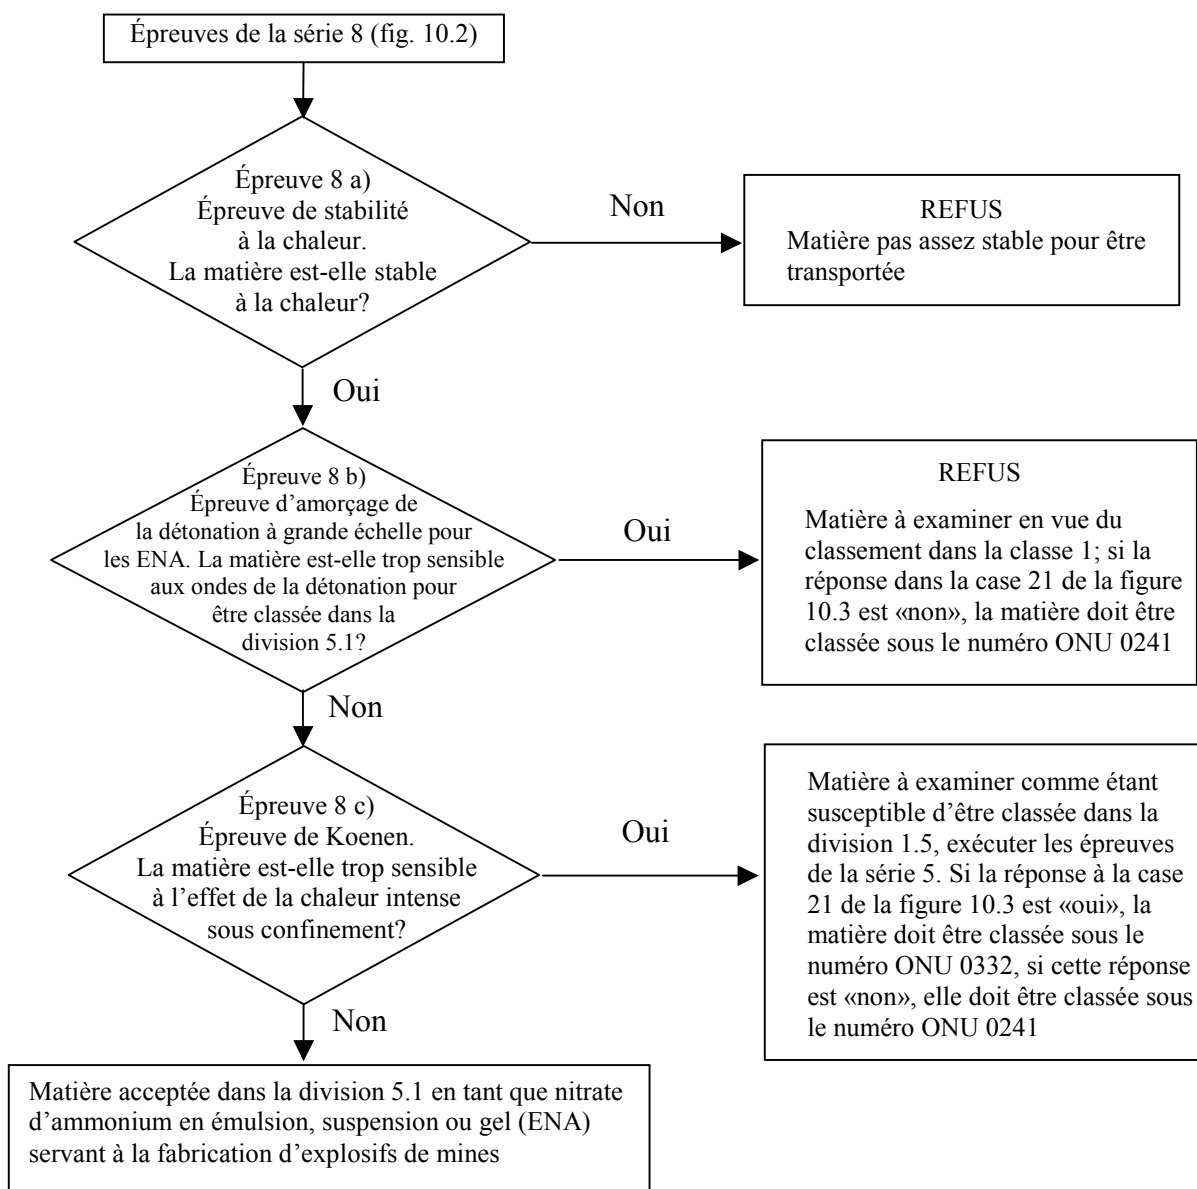 Épreuves de la série 8 (fig. 10.2)
Épreuve 8 a)
Épreuve de stabilité
à la chaleur.
La matière est-elle stable
à la chaleur?
Non
REFUS
Matière pas assez stable pour être
transportée
Oui
Épreuve 8 b)
Épreuve d’amorçage de
la détonation à grande échelle pour
les ENA. La matière est-elle trop sensible
aux ondes de la détonation pour
être classée dans la
division 5.1?
Oui
REFUS
Matière à examiner en vue du
classement dans la classe 1; si la
réponse dans la case 21 de la figure
10.3 est «non», la matière doit être
classée sous le numéro ONU 0241
Non
Épreuve 8 c)
Épreuve de Koenen.
La matière est-elle trop sensible
à l’effet de la chaleur intense
sous confinement?
Oui
Matière à examiner comme étant
susceptible d’être classée dans la
division 1.5, exécuter les épreuves
de la série 5. Si la réponse à la case
21 de la figure 10.3 est «oui», la
matière doit être classée sous le
numéro ONU 0332, si cette réponse
est «non», elle doit être classée sous
le numéro ONU 0241
Non
Matière acceptée dans la division 5.1 en tant que nitrate
d’ammonium en émulsion, suspension ou gel (ENA)
servant à la fabrication d’explosifs de mines